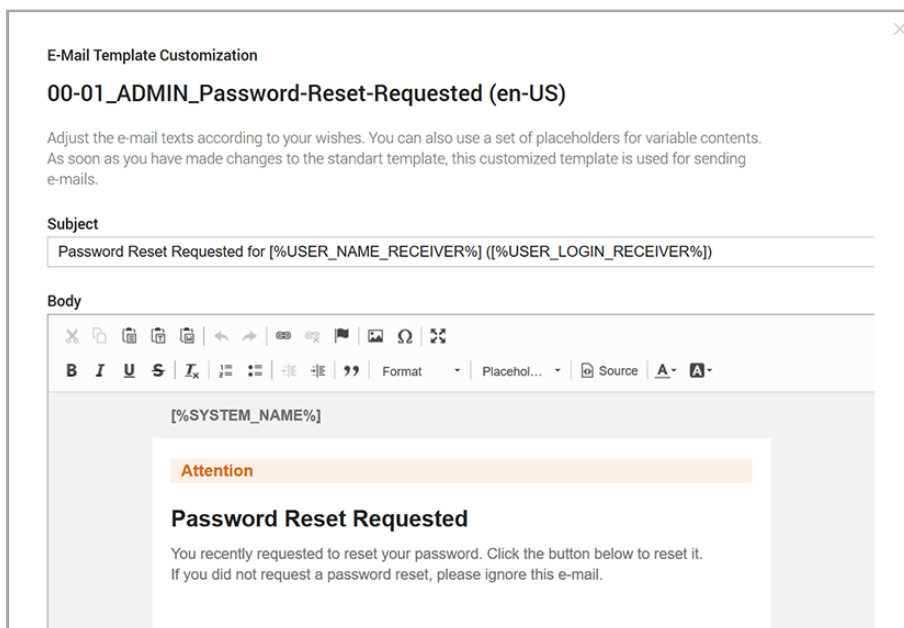 E-Mail Template Customization
00-01_ADMIN_Password-Reset-Requested (en-US)
Adjust the e-mail texts according to your wishes. You can also use a set of placeholders for variable contents.
As soon as you have made changes to the standart template, this customized template is used for sending
e-mails.
Subject
Password Reset Requested for [%USER_NAME_RECEIVER%] ([%USER_LOGIN_RECEIVER%])
Body
B I U S Format Placehol... Source A A
[%SYSTEM_NAME%]
Attention
Password Reset Requested
You recently requested to reset your password. Click the button below to reset it.
If you did not request a password reset, please ignore this e-mail.